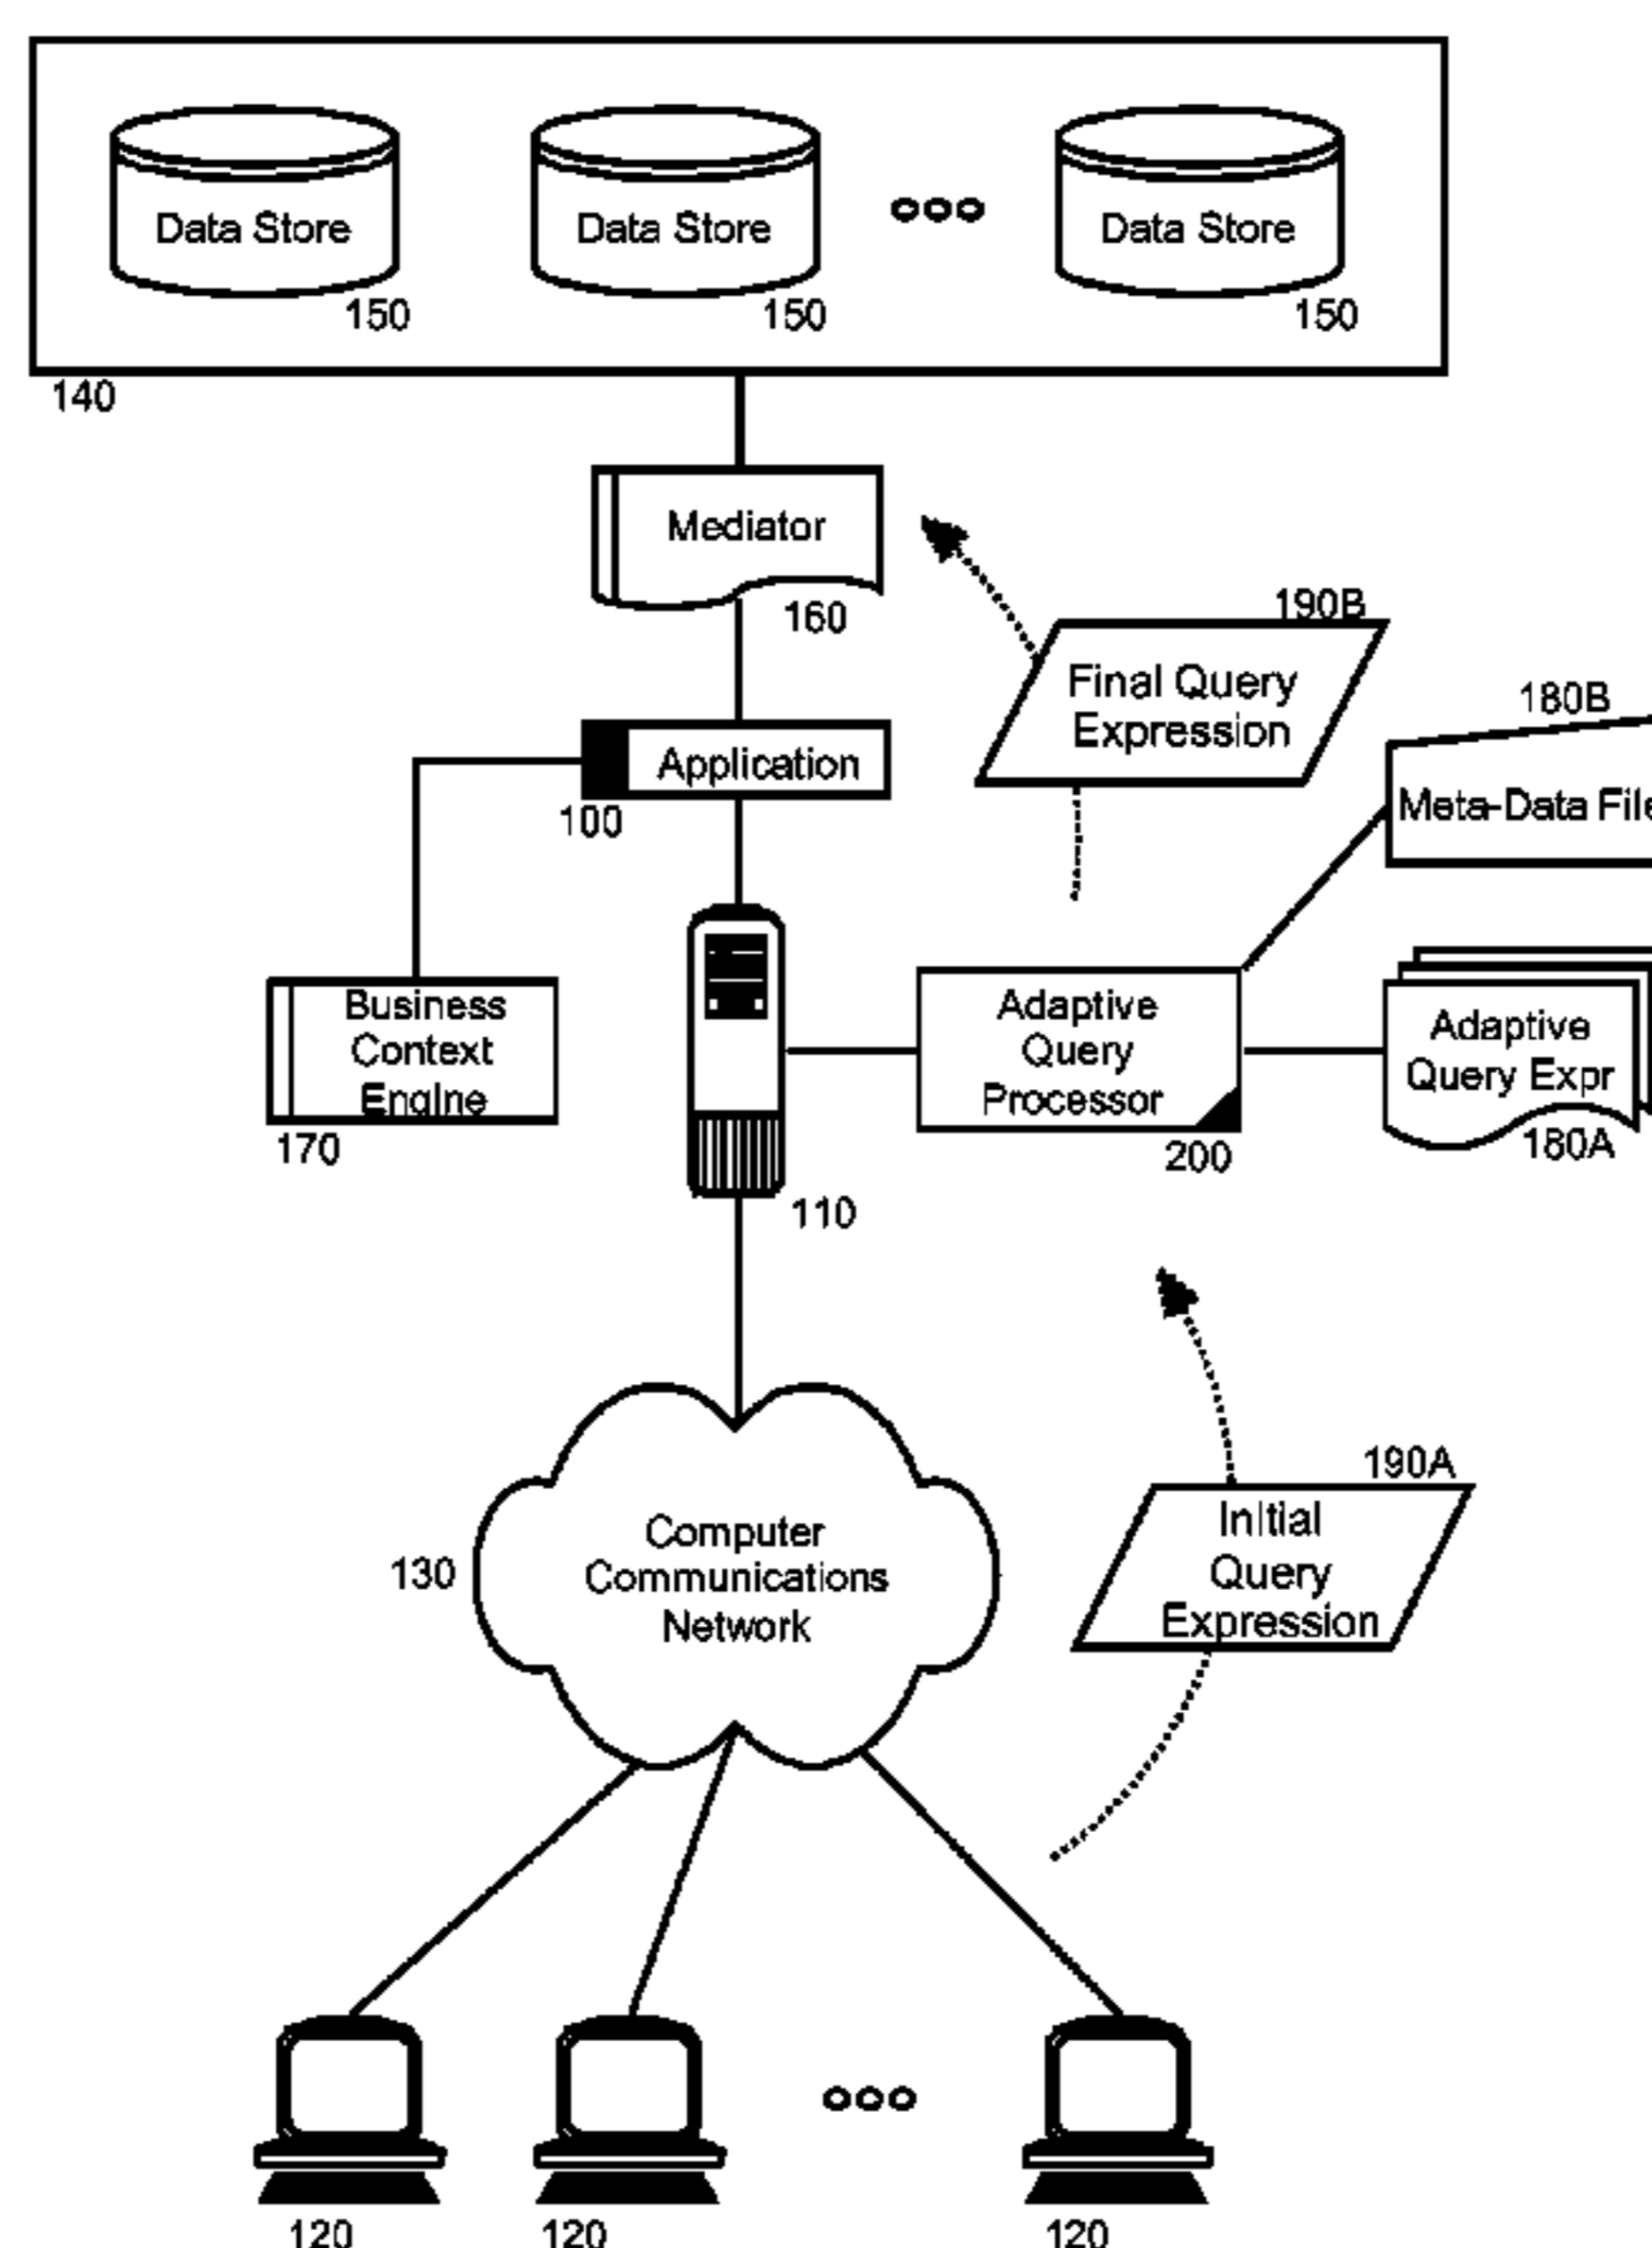 Data Store
Data Store
Data Store
150
150
150
140
Mediator
160
190B
Final Query
Expression
180B
Application
100
Meta-Data File
Business
Context
Engine
170
Adaptive
Query
Processor
200
Adaptive
Query Expr
180A
110
190A
Initial
Query
Expression
130
Computer
Communications
Network
120
120
120